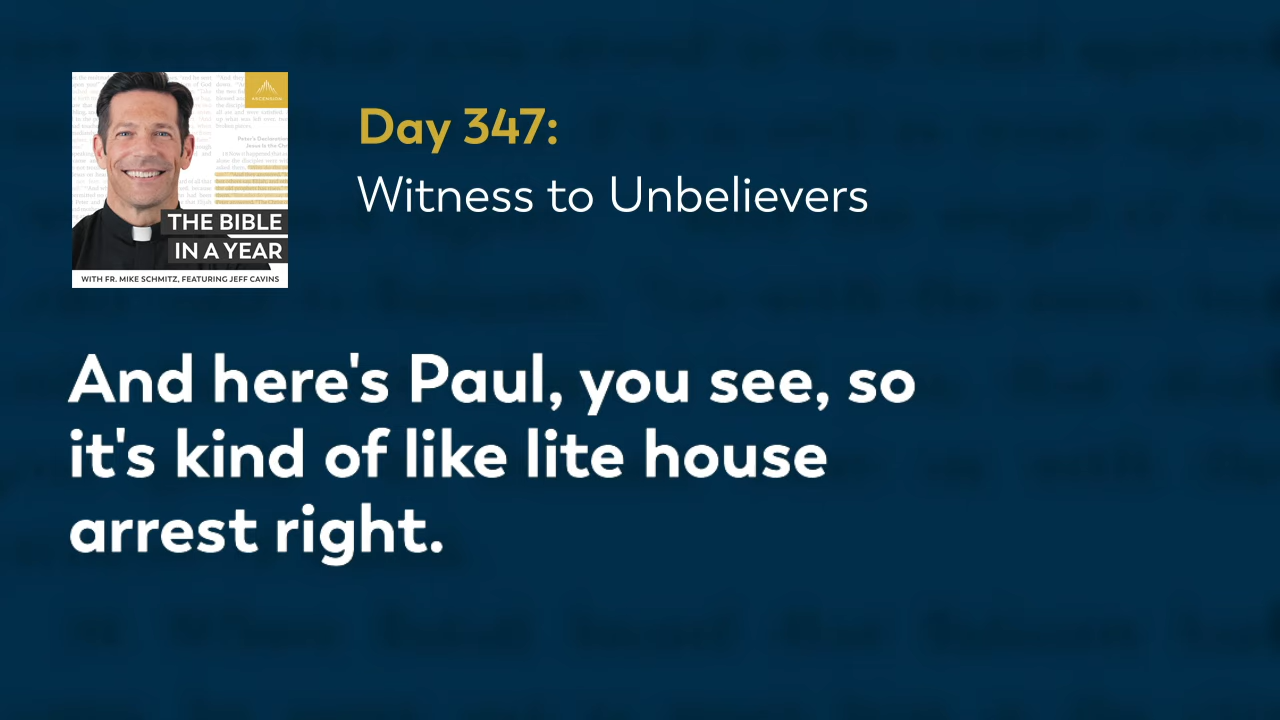 ASCENSION
THE BIBLE
IN A YEAR
WITH FR. MIKE SCHMITZ, FEATURING JEFF CAVINS
Day 347:
Witness to Unbelievers
And here's Paul, you see, so
it's kind of like lite house
arrest right.